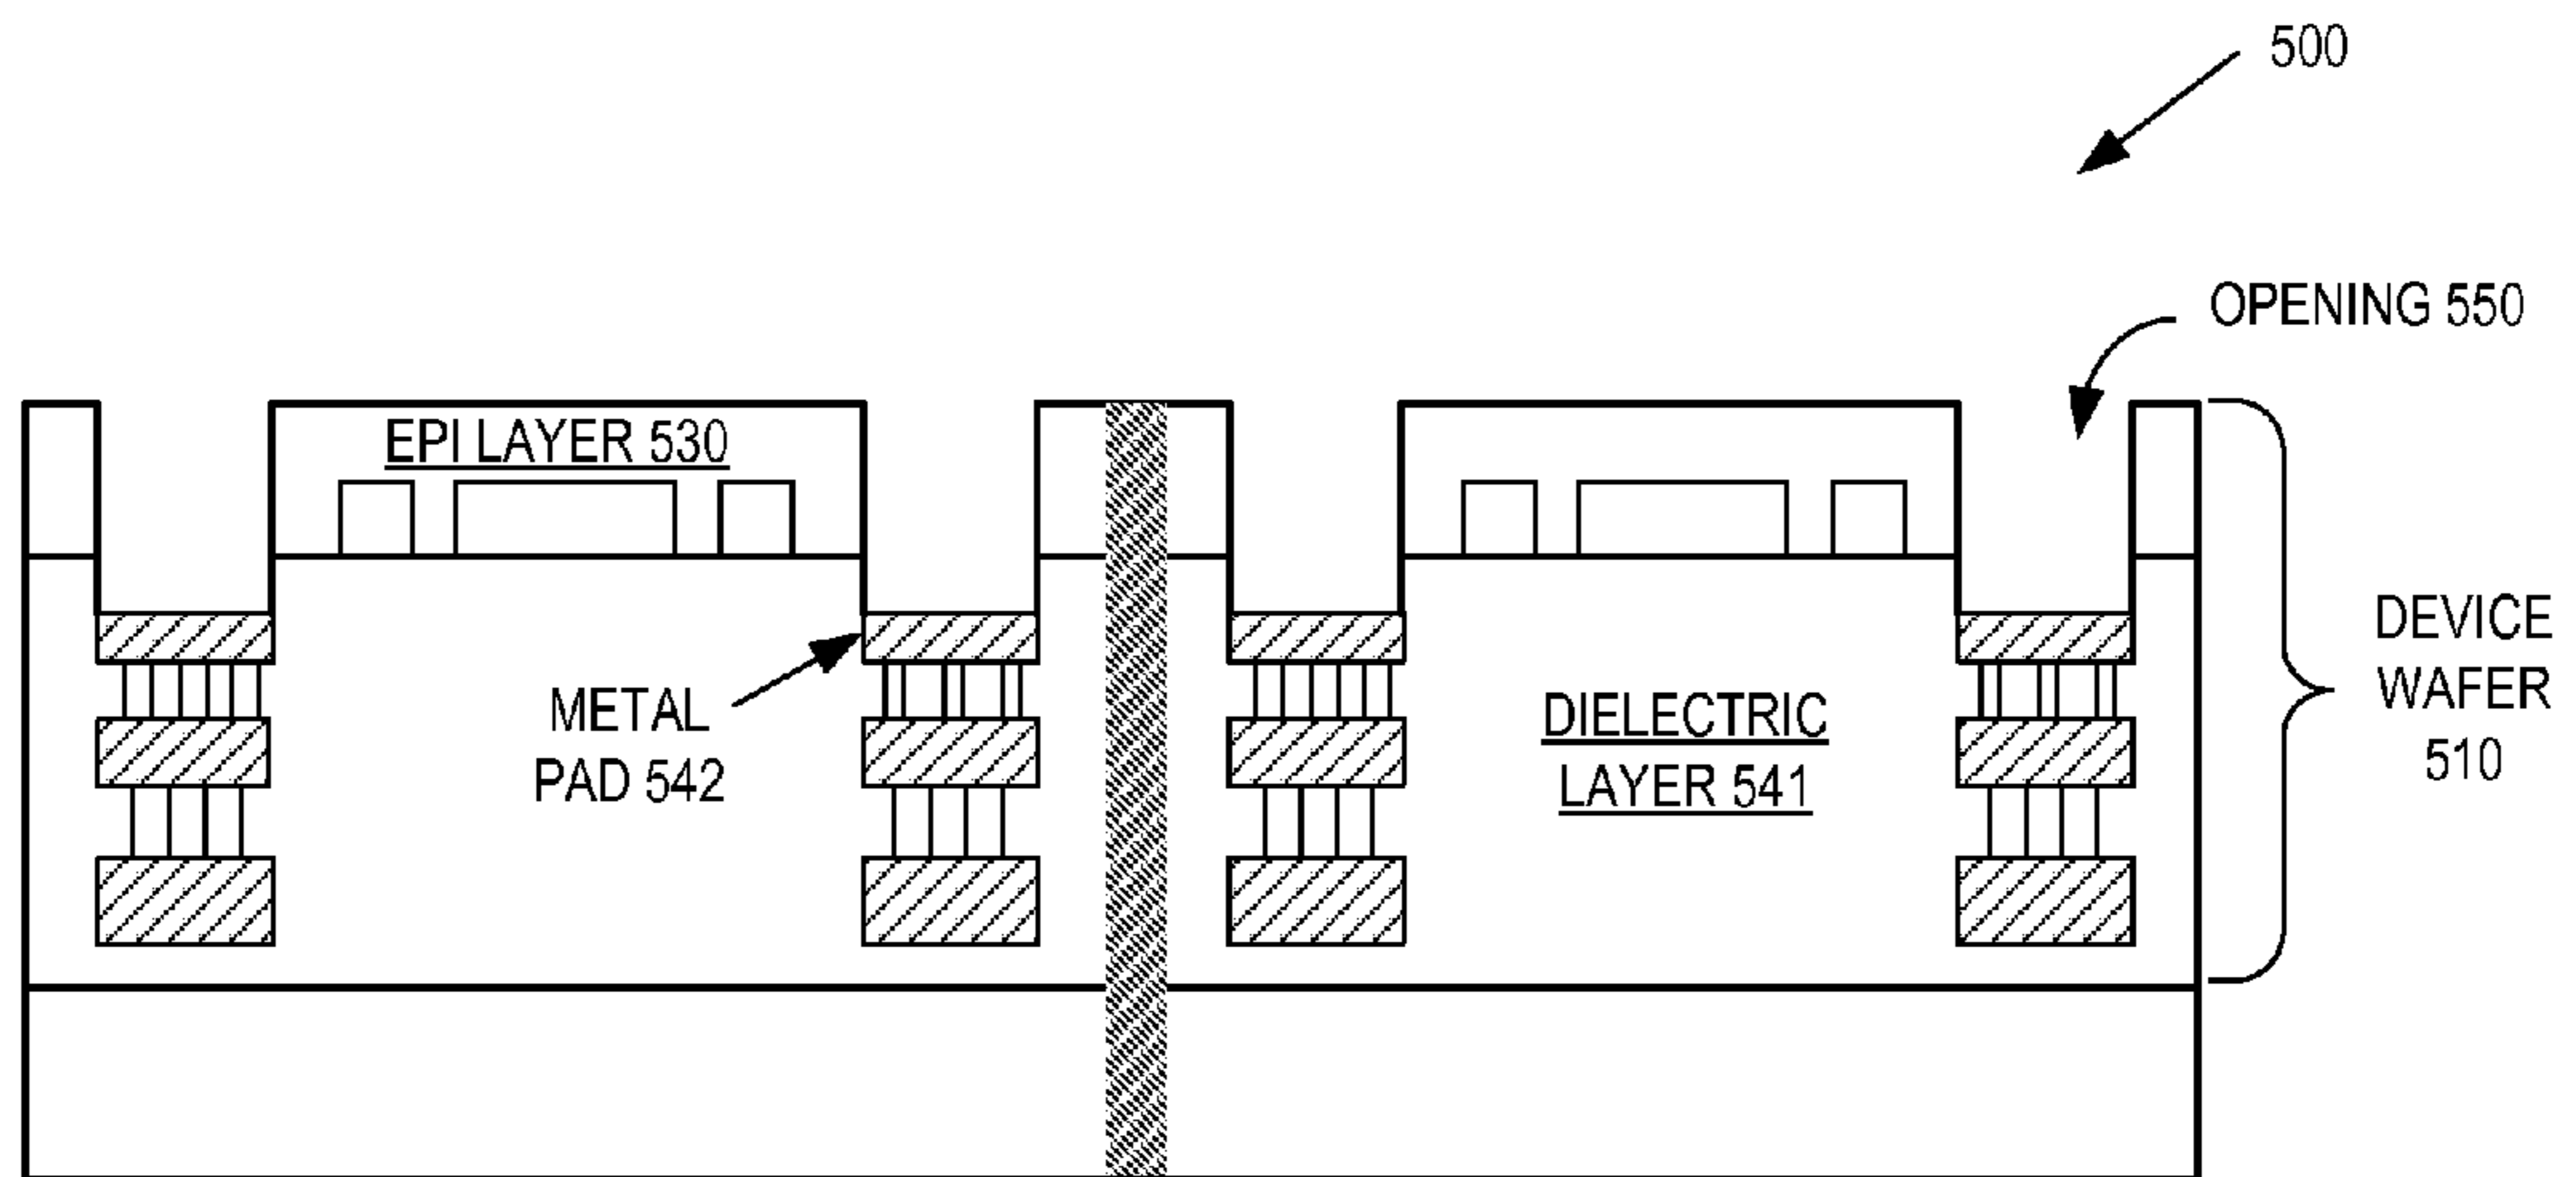 500
OPENING 550
EPI LAYER 530
METAL
PAD 542
DIELECTRIC
LAYER 541
DEVICE
WAFER
510